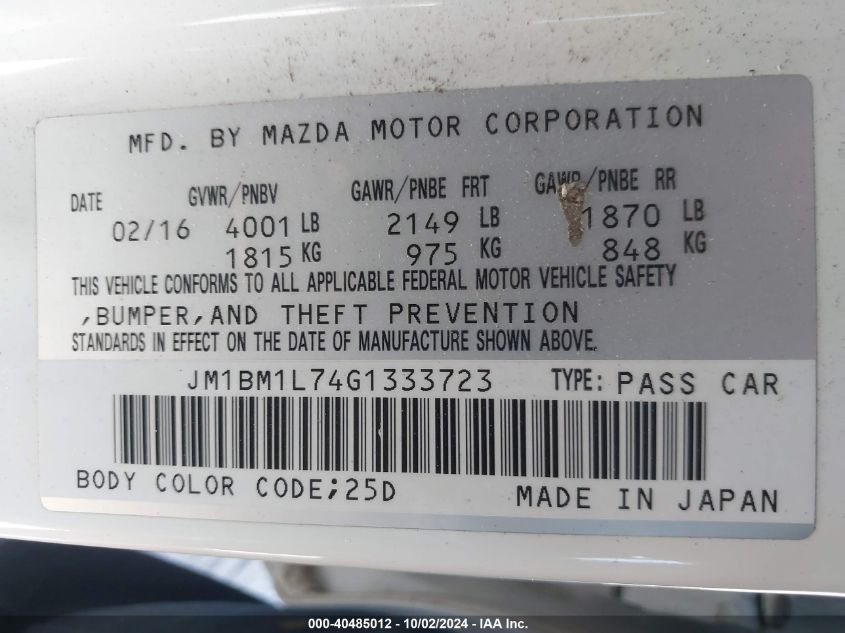 MFD. BY MAZDA MOTOR CORPORATION
DATE GVWR/PNBV GAWR/PNBE FRT GAWR/PNBE RR
02/16 4001 LB 2149 LB 1870 LB
1815 KG 975 KG 848 KG
THIS VEHICLE CONFORMS TO ALL APPLICABLE FEDERAL MOTOR VEHICLE SAFETY
,BUMPER,AND THEFT PREVENTION
STANDARDS IN EFFECT ON THE DATE OF MANUFACTURE SHOWN ABOVE.
JM1BM1L74G1333723 TYPE: PASS CAR
BODY COLOR CODE;25D MADE IN JAPAN
000-40485012 - 10/02/2024 - IAA Inc.